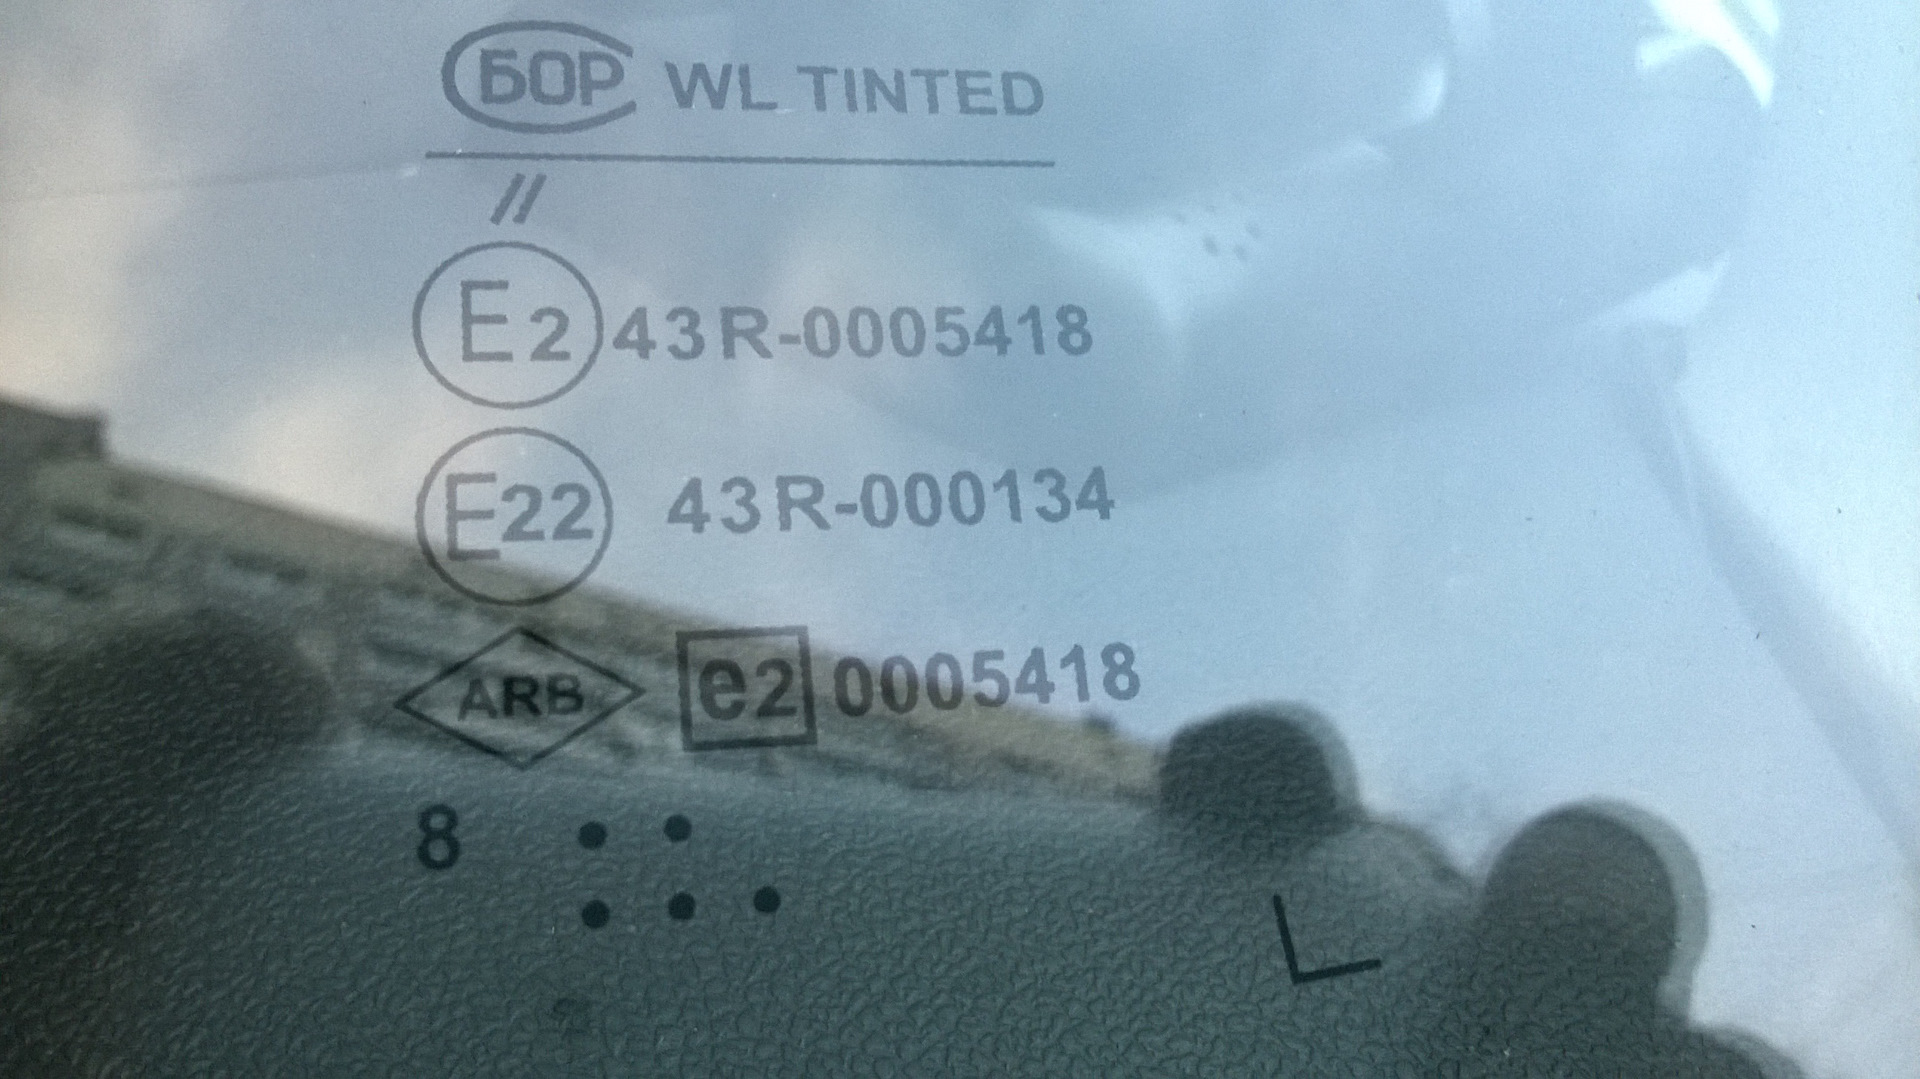 БОР WL TINTED
//
E2 43R-0005418
E22 43R-000134
ARB e2 0005418
8
L